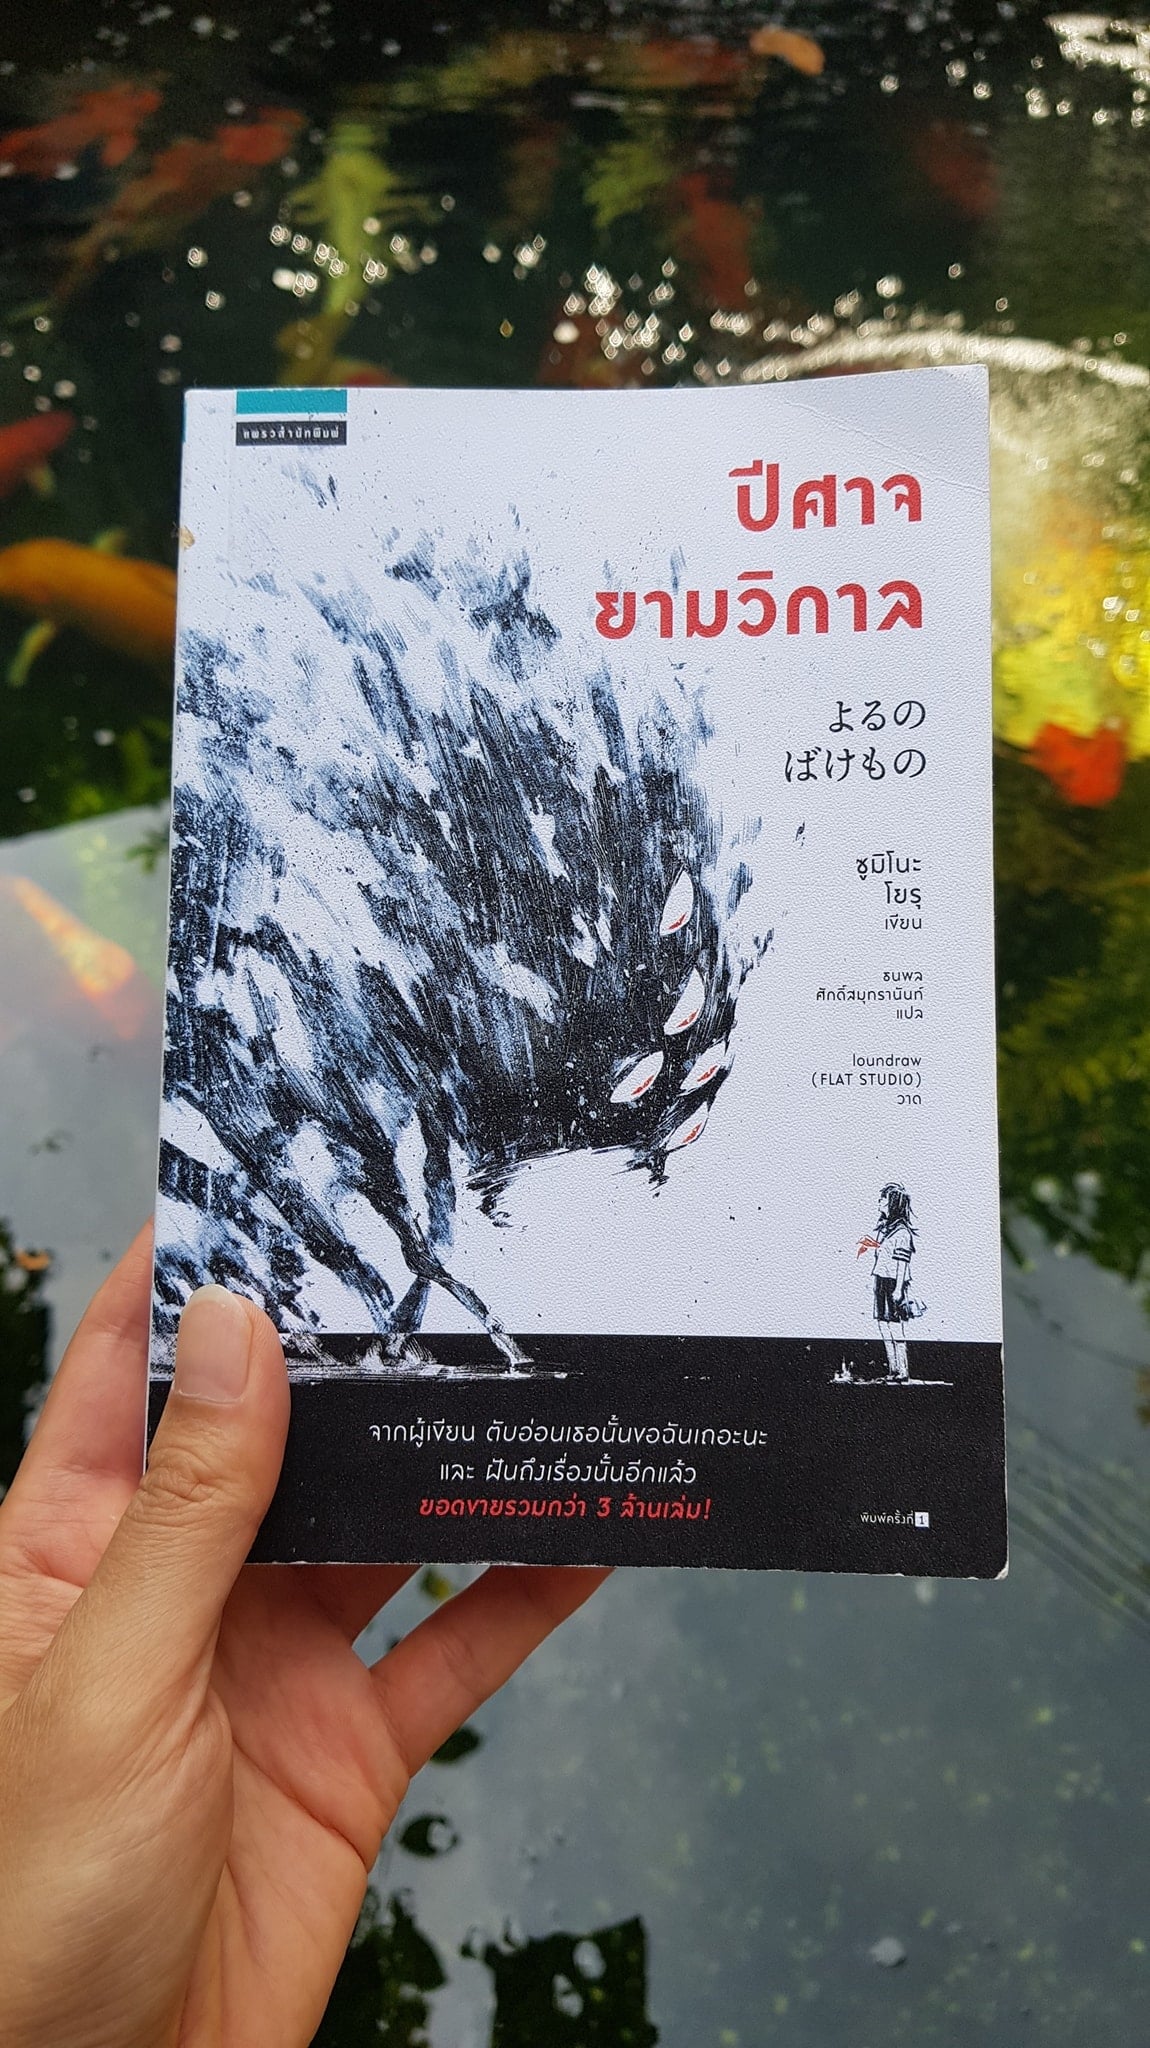 แพรวสำนักพิมพ์
ปีศาจ
ยามวิกาล
よるの
ばけもの
ซูมิโนะ
โยรุ
เขียน
ธนพล
ศักดิ์สมุทรานันท์
แปล
loundraw
(FLAT STUDIO)
วาด
จากผู้เขียน ตับอ่อนเธอนั้นขอฉันเถอะนะ
และ ฝันถึงเรื่องนั้นอีกแล้ว
ยอดขายรวมกว่า 3 ล้านเล่ม!
พิมพ์ครั้งที่ 1